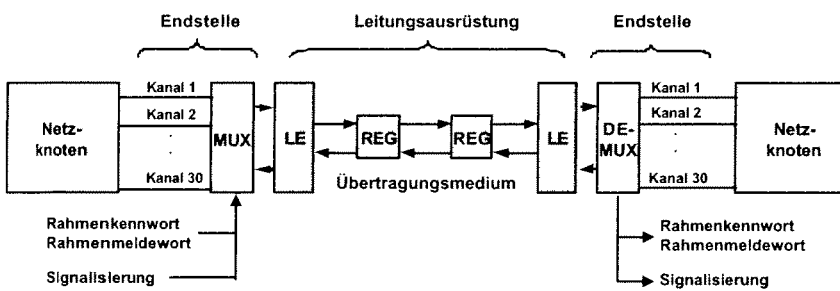 Endstelle
Leitungsausrüstung
Endstelle
Netz-
knoten
Kanal 1
Kanal 2
Kanal 30
MUX
LE
REG
REG
LE
DE-
MUX
Kanal 1
Kanal 2
Kanal 30
Netz-
knoten
Übertragungsmedium
Rahmenkennwort
Rahmenmeldewort
Signalisierung
Rahmenkennwort
Rahmenmeldewort
Signalisierung